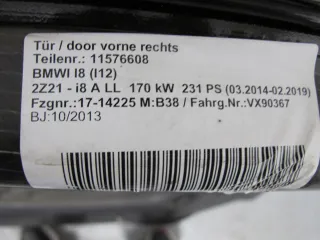 Tür / door vorne rechts
Teilenr.: 11576608
BMWI I8 (I12)
2Z21 - i8 A LL 170 kW 231 PS (03.2014-02.2019)
Fzgnr.:17-14225 M:B38 / Fahrg.Nr.:VX90367
BJ:10/2013